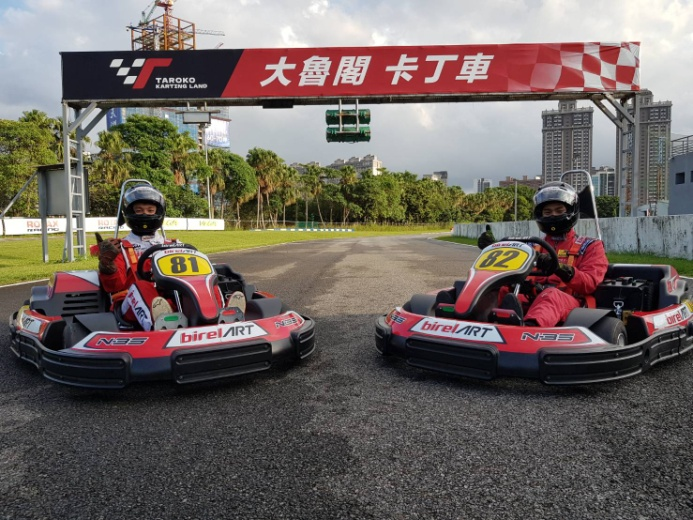 TAROKO
KARTING LAND
大魯閣 卡丁車
81
birelART
N35
82
birelART
N35